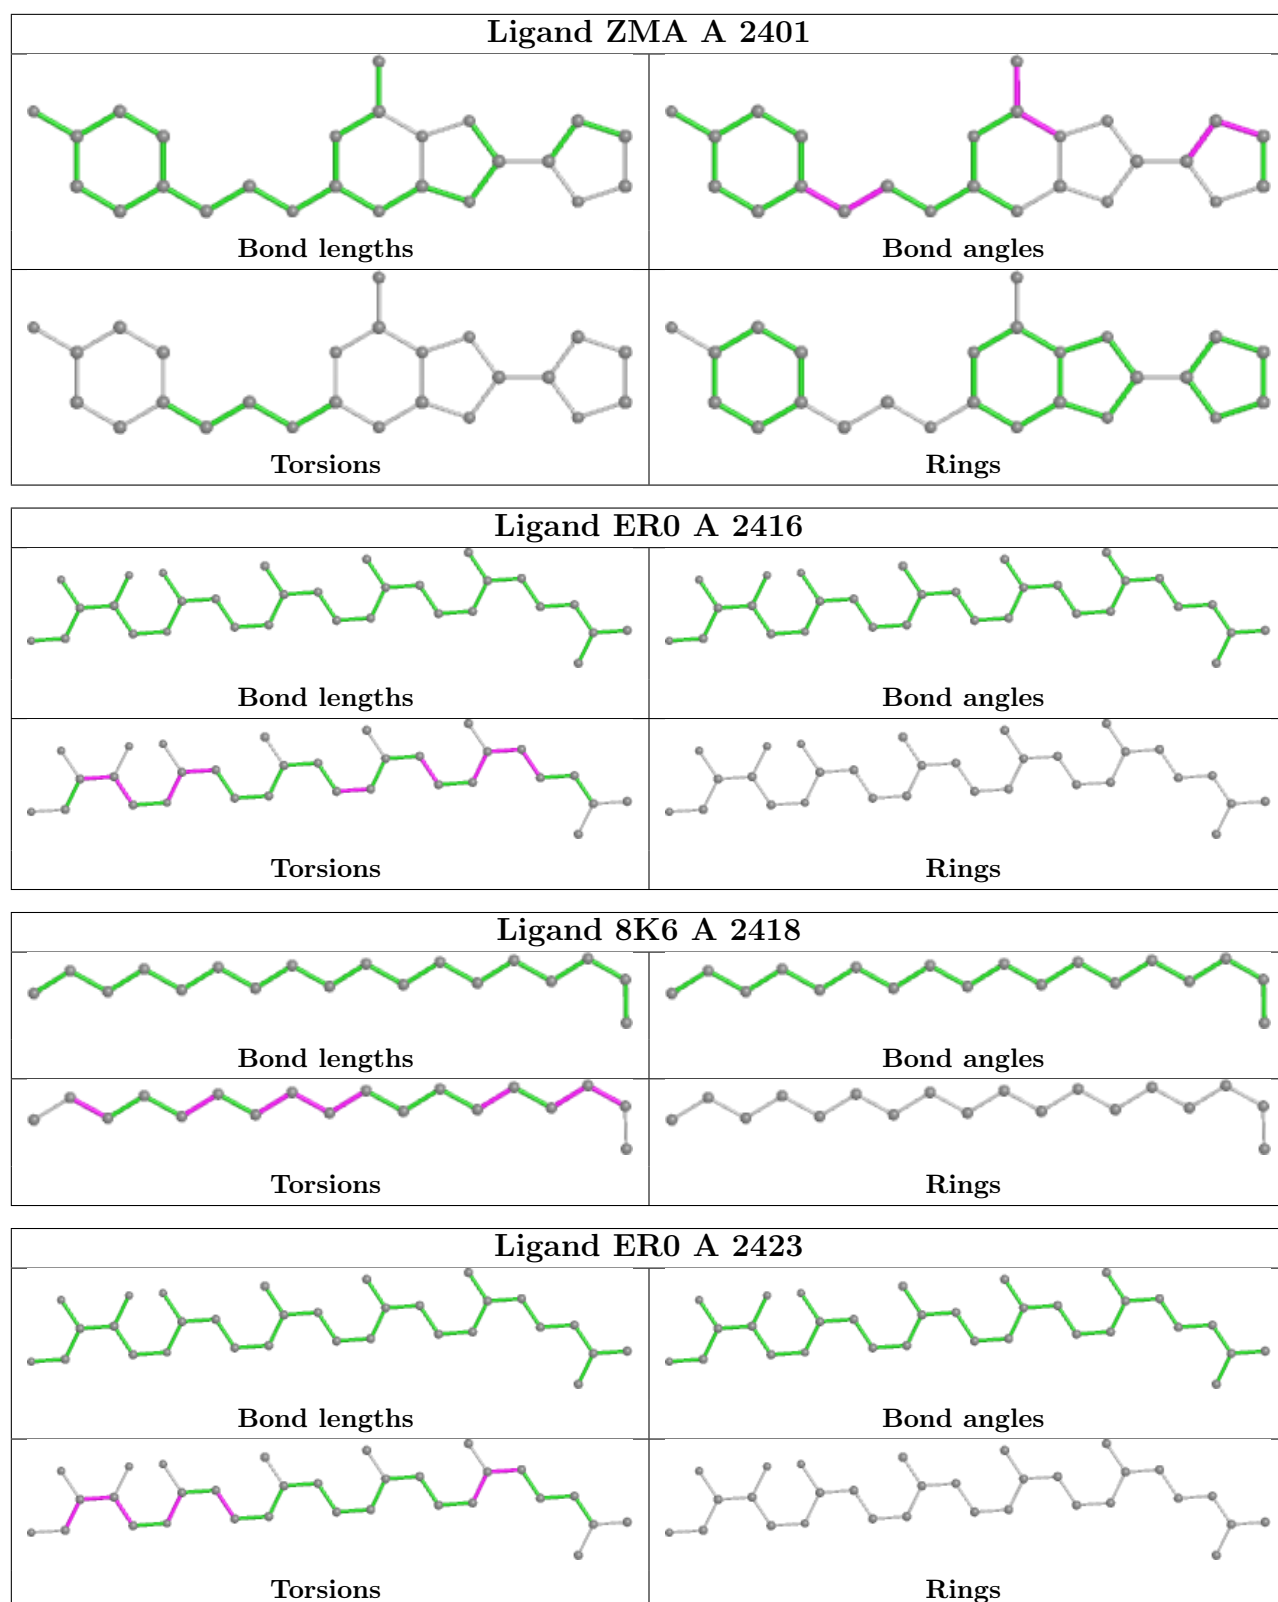 Ligand ZMA A 2401
Bond lengths
Bond angles
Torsions
Rings
Ligand ER0 A 2416
Bond lengths
Bond angles
Torsions
Rings
Ligand 8K6 A 2418
Bond lengths
Bond angles
Torsions
Rings
Ligand ER0 A 2423
Bond lengths
Bond angles
Torsions
Rings